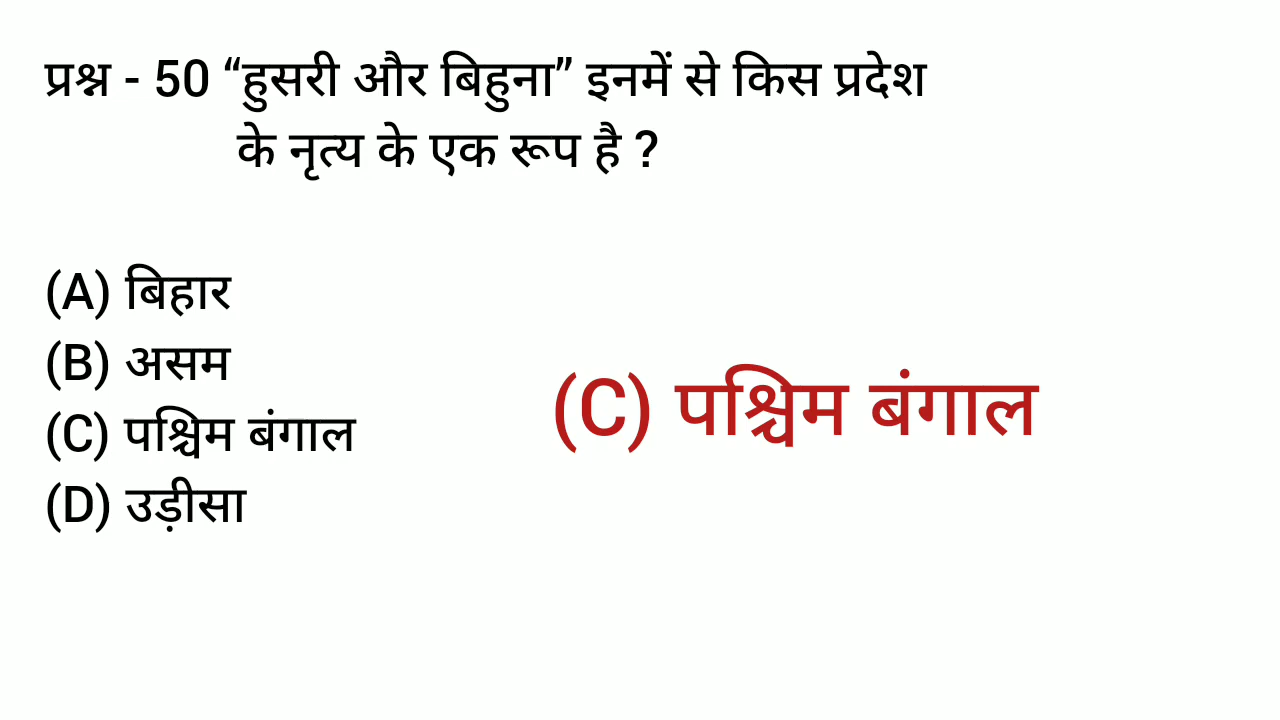 प्रश्न - 50 “हुसरी और बिहुना” इनमें से किस प्रदेश
के नृत्य के एक रूप है ?
(A) बिहार
(B) असम
(C) पश्चिम बंगाल
(D) उड़ीसा
(C) पश्चिम बंगाल